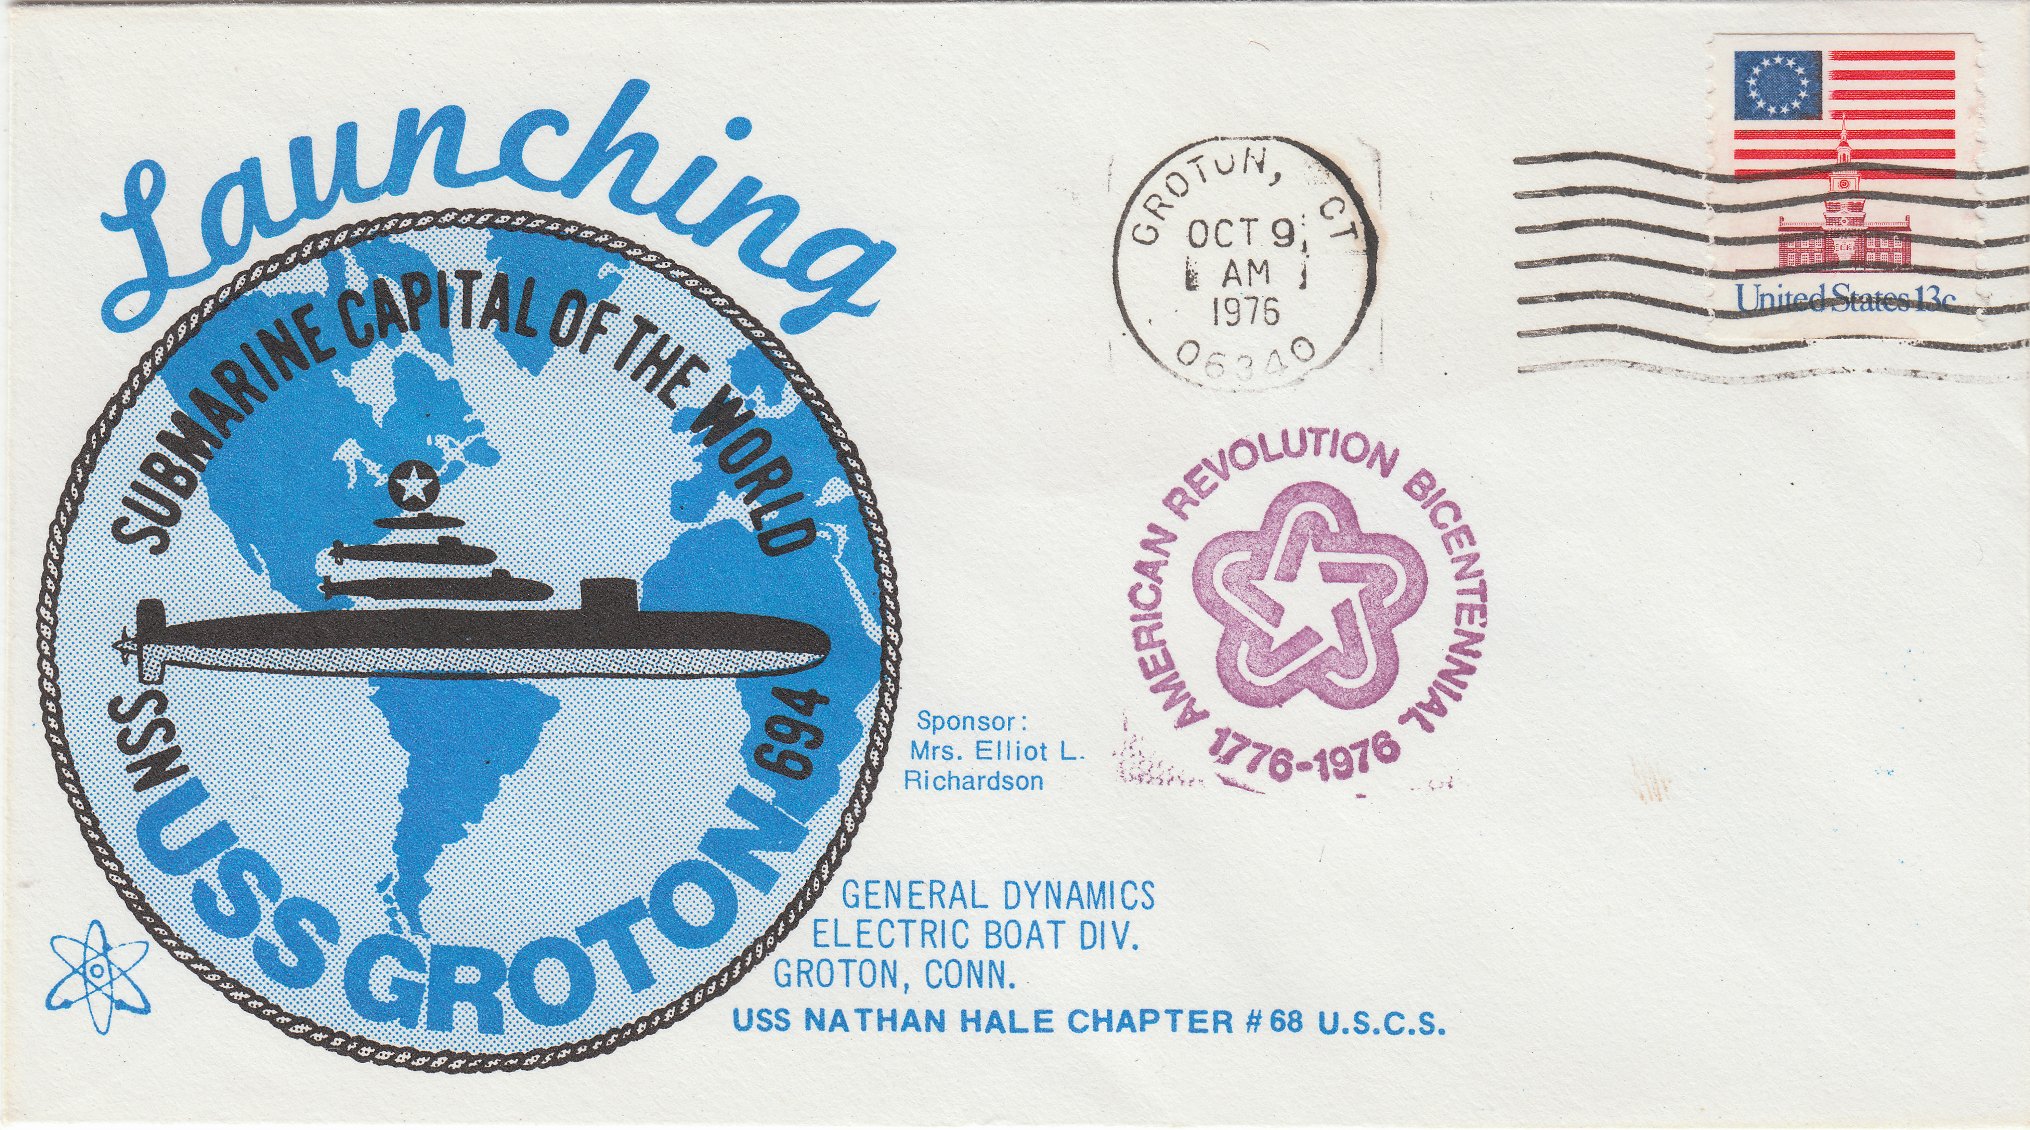 Launching
SUBMARINE CAPITAL OF THE WORLD
SSN USS GROTON 694
Sponsor:
Mrs. Elliot L.
Richardson
GENERAL DYNAMICS
ELECTRIC BOAT DIV.
GROTON, CONN.
USS NATHAN HALE CHAPTER #68 U.S.C.S.
GROTON, CT
OCT 9
AM
1976
06340
United States 13c
AMERICAN REVOLUTION BICENTENNIAL
1776-1976